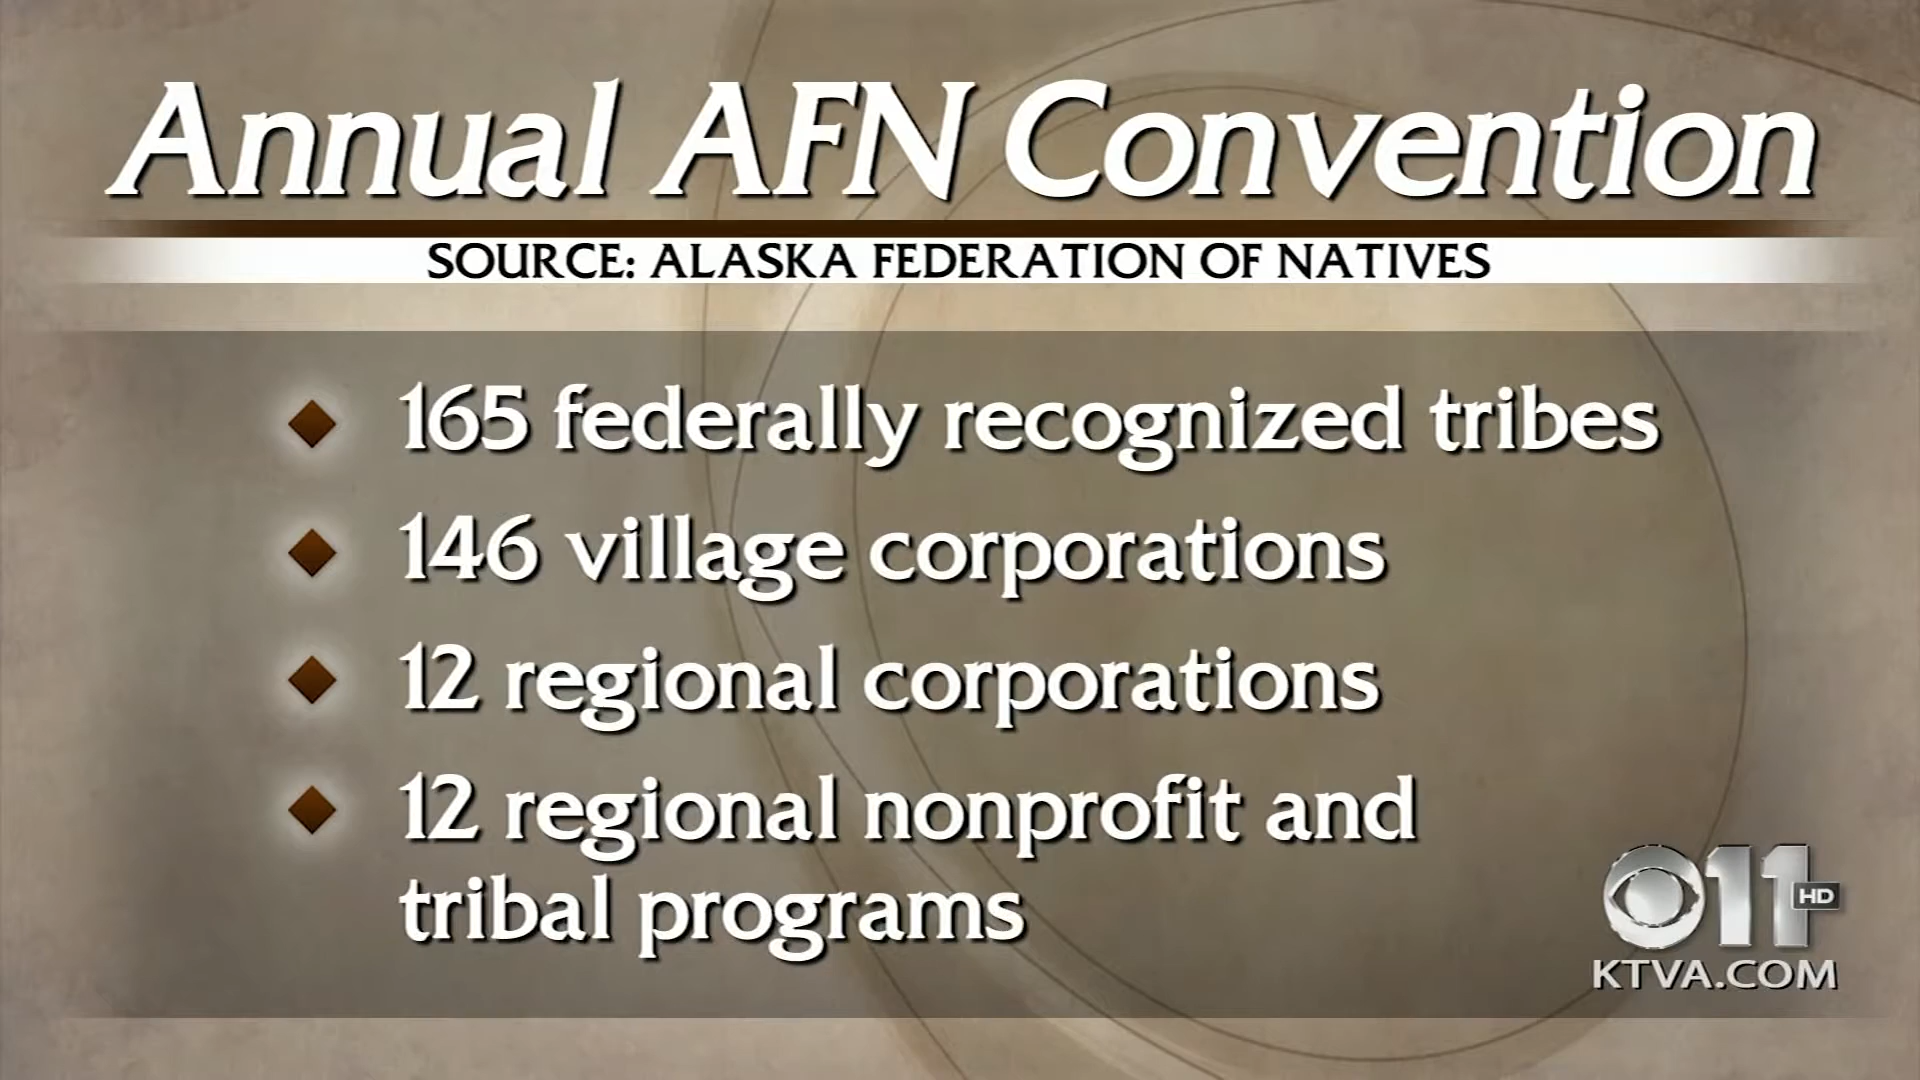 Annual AFN Convention
SOURCE: ALASKA FEDERATION OF NATIVES
165 federally recognized tribes
146 village corporations
12 regional corporations
12 regional nonprofit and
tribal programs
11 HD
KTVA.COM